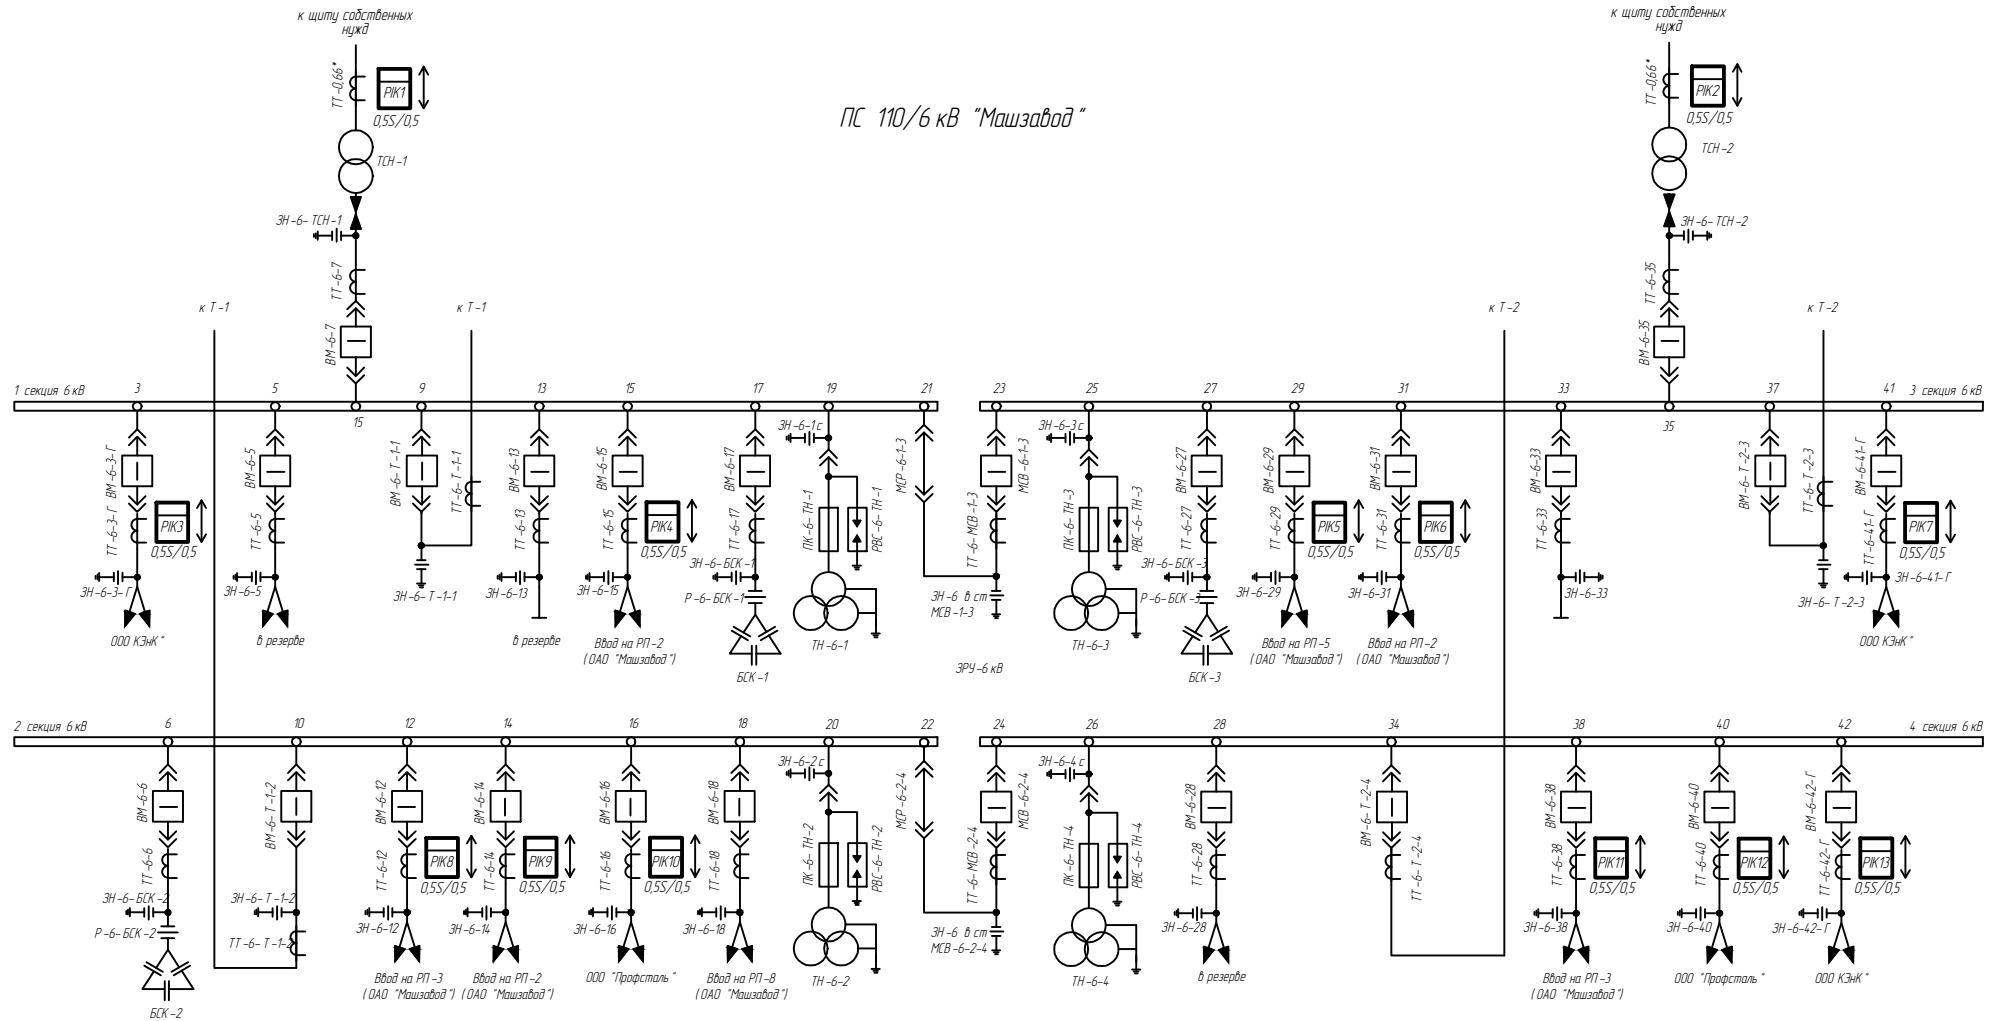 к щиту собственных
нужд
к щиту собственных
нужд
ТТ-0,66*
PIK1
0,5S/0,5
ПС 110/6 кВ "Машзавод"
ТТ-0,66*
PIK2
0,5S/0,5
ТСН-1
ТСН-2
ЗН-6-ТСН-1
ЗН-6-ТСН-2
ТТ-6-7
ТТ-6-35
к Т-1
к Т-1
к Т-2
к Т-2
ВМ-6-7
ВМ-6-35
1 секция 6 кВ
3
5
9
13
15
17
19
21
23
25
27
29
31
33
37
41
3 секция 6 кВ
15
35
ВМ-6-3-Г
ВМ-6-5
ВМ-6-Т-1-1
ТТ-6-Т-1-1
ВМ-6-13
ВМ-6-15
ВМ-6-17
ЗН-6-1с
МСР-6-1-3
МСВ-6-1-3
ЗН-6-3с
ВМ-6-27
ВМ-6-29
ВМ-6-31
ВМ-6-33
ВМ-6-Т-2-3
ТТ-6-Т-2-3
ВМ-6-41-Г
ТТ-6-3-Г
PIK3
0,5S/0,5
ТТ-6-5
ТТ-6-13
ТТ-6-15
PIK4
0,5S/0,5
ТТ-6-17
ПК-6-ТН-1
РВС-6-ТН-1
ТТ-6-МСВ-1-3
ПК-6-ТН-3
РВС-6-ТН-3
ТТ-6-27
ТТ-6-29
PIK5
0,5S/0,5
ТТ-6-31
PIK6
0,5S/0,5
ТТ-6-33
ТТ-6-41-Г
PIK7
0,5S/0,5
ЗН-6-3-Г
ЗН-6-5
ЗН-6-Т-1-1
ЗН-6-13
ЗН-6-15
ЗН-6-БСК-1
Р-6-БСК-1
ЗН-6 в ст
МСВ-1-3
ЗН-6-БСК-3
Р-6-БСК-3
ЗН-6-29
ЗН-6-31
ЗН-6-33
ЗН-6-Т-2-3
ЗН-6-41-Г
ООО КЭнК"
в резерве
в резерве
Ввод на РП-2
(ОАО "Машзавод")
БСК-1
ТН-6-1
ЗРУ-6 кВ
ТН-6-3
БСК-3
Ввод на РП-5
(ОАО "Машзавод")
Ввод на РП-2
(ОАО "Машзавод")
ООО КЭнК"
2 секция 6 кВ
6
10
12
14
16
18
20
22
24
26
28
34
38
40
42
4 секция 6 кВ
ВМ-6-6
ВМ-6-Т-1-2
ВМ-6-12
ВМ-6-14
ВМ-6-16
ВМ-6-18
ЗН-6-2с
МСР-6-2-4
МСВ-6-2-4
ЗН-6-4с
ВМ-6-28
ВМ-6-Т-2-4
ВМ-6-38
ВМ-6-40
ВМ-6-42-Г
ТТ-6-6
ТТ-6-12
PIK8
0,5S/0,5
ТТ-6-14
PIK9
0,5S/0,5
ТТ-6-16
PIK10
0,5S/0,5
ТТ-6-18
ПК-6-ТН-2
РВС-6-ТН-2
ТТ-6-МСВ-2-4
ПК-6-ТН-4
РВС-6-ТН-4
ТТ-6-28
ТТ-6-Т-2-4
ТТ-6-38
PIK11
0,5S/0,5
ТТ-6-40
PIK12
0,5S/0,5
ТТ-6-42-Г
PIK13
0,5S/0,5
ЗН-6-БСК-2
Р-6-БСК-2
ЗН-6-Т-1-2
ТТ-6-Т-1-2
ЗН-6-12
ЗН-6-14
ЗН-6-16
ЗН-6-18
ЗН-6 в ст
МСВ-6-2-4
ЗН-6-28
ЗН-6-38
ЗН-6-40
ЗН-6-42-Г
БСК-2
Ввод на РП-3
(ОАО "Машзавод")
Ввод на РП-2
(ОАО "Машзавод")
ООО "Профсталь"
Ввод на РП-8
(ОАО "Машзавод")
ТН-6-2
ТН-6-4
в резерве
Ввод на РП-3
(ОАО "Машзавод")
ООО "Профсталь"
ООО КЭнК"